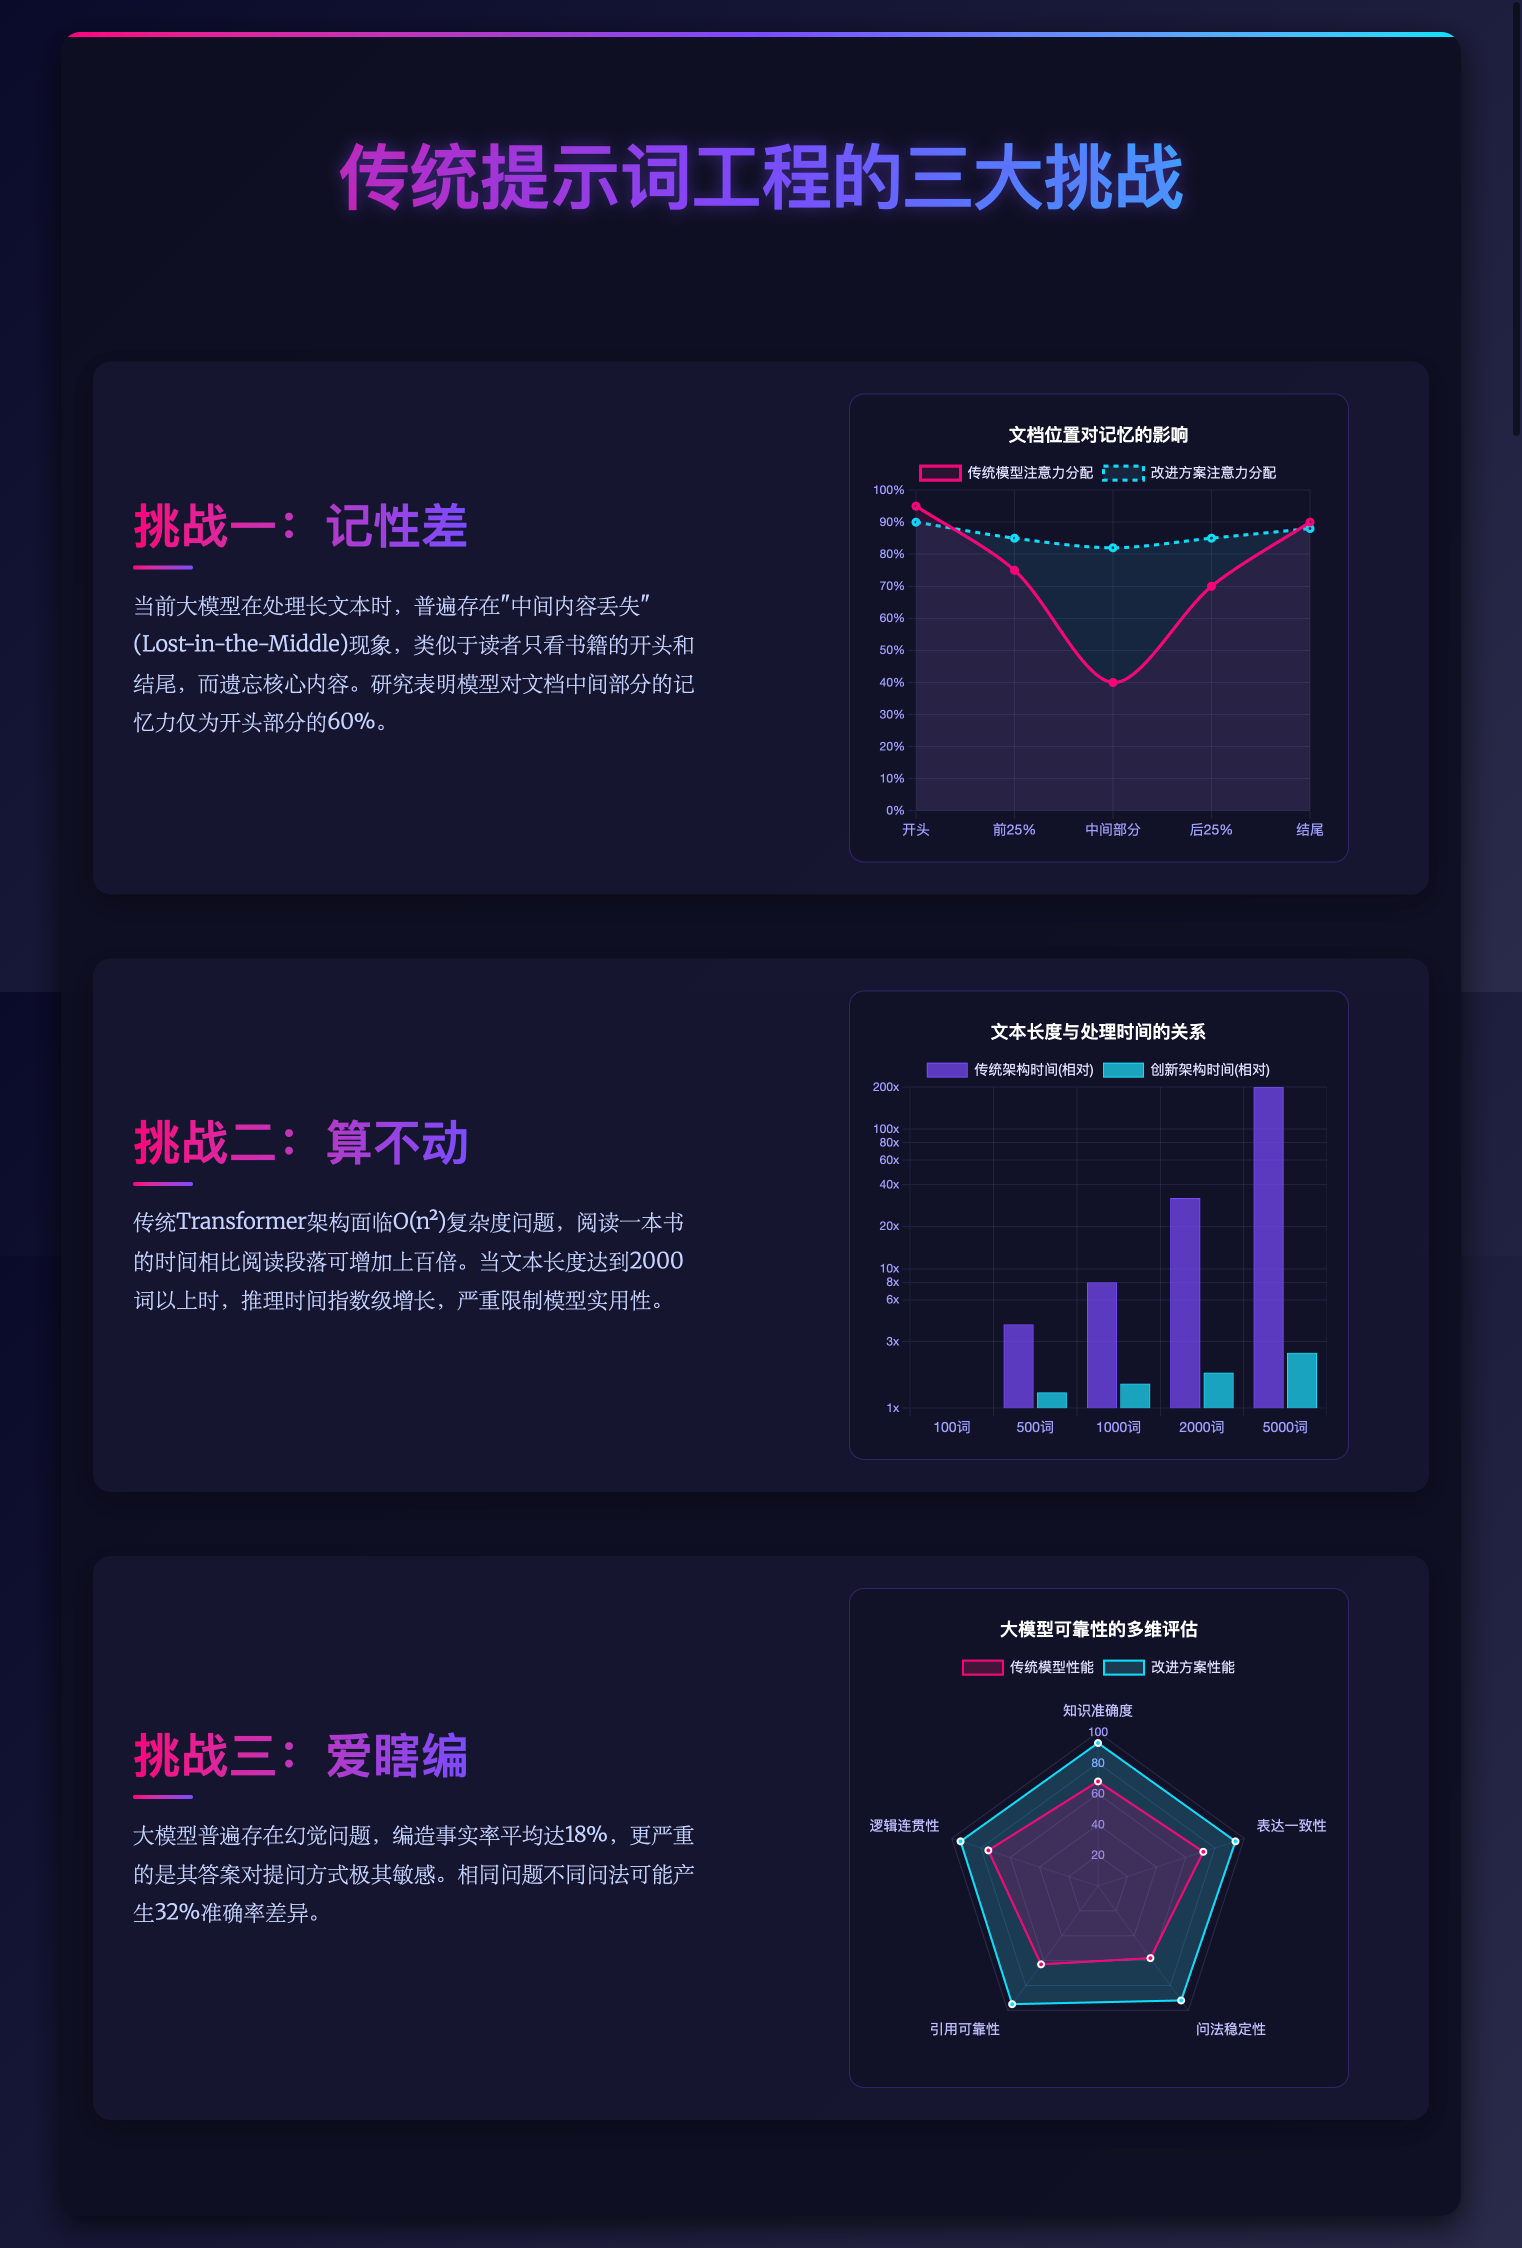 传统提示词工程的三大挑战
挑战一：记性差
当前大模型在处理长文本时，普遍存在"中间内容丢失"
(Lost-in-the-Middle)现象，类似于读者只看书籍的开头和
结尾，而遗忘核心内容。研究表明模型对文档中间部分的记
忆力仅为开头部分的60%。
文档位置对记忆的影响
传统模型注意力分配 改进方案注意力分配
100%
90%
80%
70%
60%
50%
40%
30%
20%
10%
0%
开头 前25% 中间部分 后25% 结尾
挑战二：算不动
传统Transformer架构面临O(n²)复杂度问题，阅读一本书
的时间相比阅读段落可增加上百倍。当文本长度达到2000
词以上时，推理时间指数级增长，严重限制模型实用性。
文本长度与处理时间的关系
传统架构时间(相对) 创新架构时间(相对)
200x
100x
80x
60x
40x
20x
10x
8x
6x
3x
1x
100词 500词 1000词 2000词 5000词
挑战三：爱瞎编
大模型普遍存在幻觉问题，编造事实率平均达18%，更严重
的是其答案对提问方式极其敏感。相同问题不同问法可能产
生32%准确率差异。
大模型可靠性的多维评估
传统模型性能 改进方案性能
知识准确度
100
80
60
40
20
逻辑连贯性 表达一致性
引用可靠性 问法稳定性